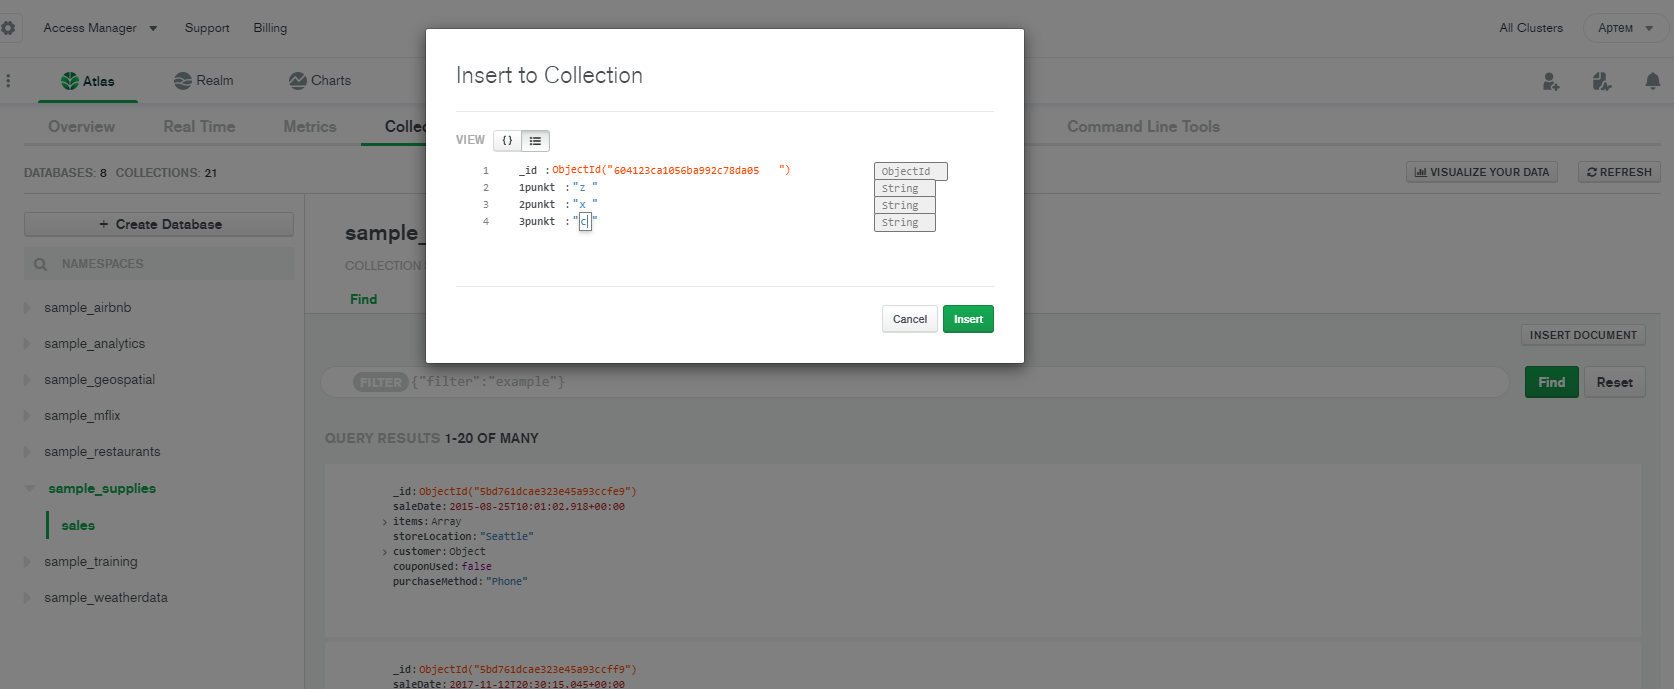 Access Manager Support Billing All Clusters Артем
Atlas Realm Charts
Overview Real Time Metrics Collec Command Line Tools
DATABASES: 8 COLLECTIONS: 21 VISUALIZE YOUR DATA REFRESH
+ Create Database
NAMESPACES
sample_airbnb
sample_analytics
sample_geospatial
sample_mflix
sample_restaurants
sample_supplies
sales
sample_training
sample_weatherdata
sample_
COLLECTION
Find
Insert to Collection
VIEW {}
1 _id : ObjectId("604123ca1056ba992c78da05 ") ObjectId
2 1punkt : "z " String
3 2punkt : "x " String
4 3punkt : "c" String
Cancel Insert
INSERT DOCUMENT
FILTER {"filter":"example"} Find Reset
QUERY RESULTS 1-20 OF MANY
_id: ObjectId("5bd761dcae323e45a93ccfe9")
saleDate: 2015-08-25T10:01:02.918+00:00
> items: Array
storeLocation: "Seattle"
> customer: Object
couponUsed: false
purchaseMethod: "Phone"
_id: ObjectId("5bd761dcae323e45a93ccff9")
saleDate: 2017-11-12T20:30:15.045+00:00